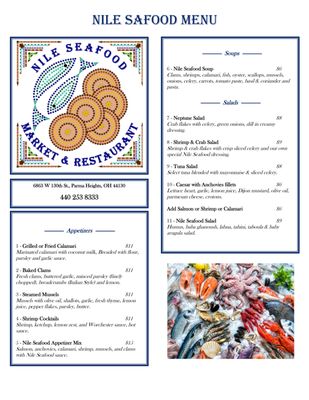 NILE SAFOOD MENU
NILE SEAFOOD
MARKET & RESTAURANT
6863 W 130th St., Parma Heights, OH 44130
440 253 8333
Appetizers
1 - Grilled or Fried Calamari $11
Marinated calamari with coconut milk, Breaded with flour,
parsley and garlic sauce.
2 - Baked Clams $11
Fresh clams, buttered garlic, minced parsley (finely
chopped), breadcrumbs (Italian Style) and lemon.
3 - Steamed Mussels $11
Mussels with olive oil, shallots, garlic, fresh thyme, lemon
juice, pepper flakes, parsley, butter.
4 - Shrimp Cocktails $11
Shrimp, ketchup, lemon zest, and Worchester sauce, hot
sauce.
5 - Nile Seafood Appetizer Mix $15
Salmon, anchovies, calamari, shrimp, mussels, and clams
with Nile Seafood sauce.
Soups
6 - Nile Seafood Soup $6
Clams, shrimps, calamari, fish, oyster, scallops, mussels,
onions, celery, carrots, tomato paste, basil & coriander and
pasta.
Salads
7 - Neptune Salad $8
Crab flakes with celery, green onions, dill in creamy
dressing.
8 - Shrimp & Crab Salad $9
Shrimp & crab flakes with crisp sliced celery and our own
special Nile Seafood dressing.
9 - Tuna Salad $8
Select tuna blended with mayonnaise & sliced celery.
10 - Caesar with Anchovies fillets $6
Lettuce heart, garlic, lemon juice, Dijon mustard, olive oil,
parmesan cheese, croutons.
Add Salmon or Shrimp or Calamari $6
11 - Nile Seafood Salad $9
Humus, baba ghannouj, labna, tahini, tabouli & baby
arugula salad.